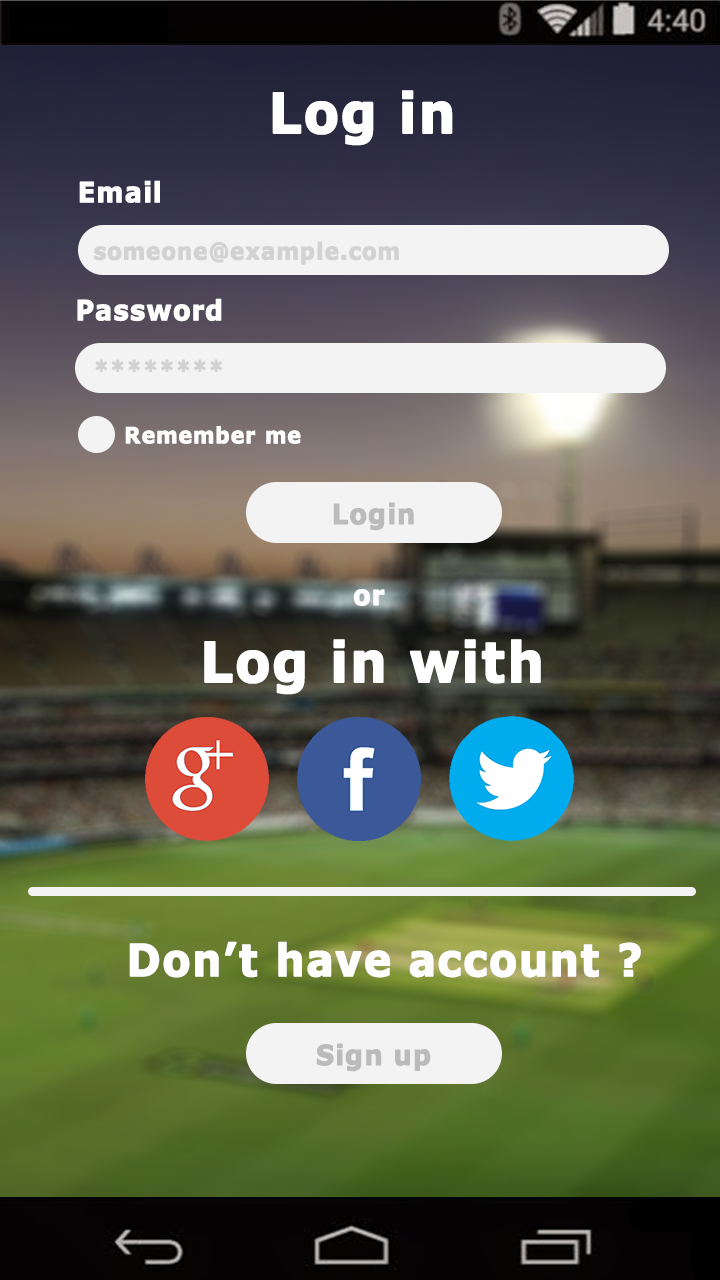 4:40
Log in
Email
someone@example.com
Password
********
Remember me
Login
or
Log in with
g+ f
Don’t have account ?
Sign up